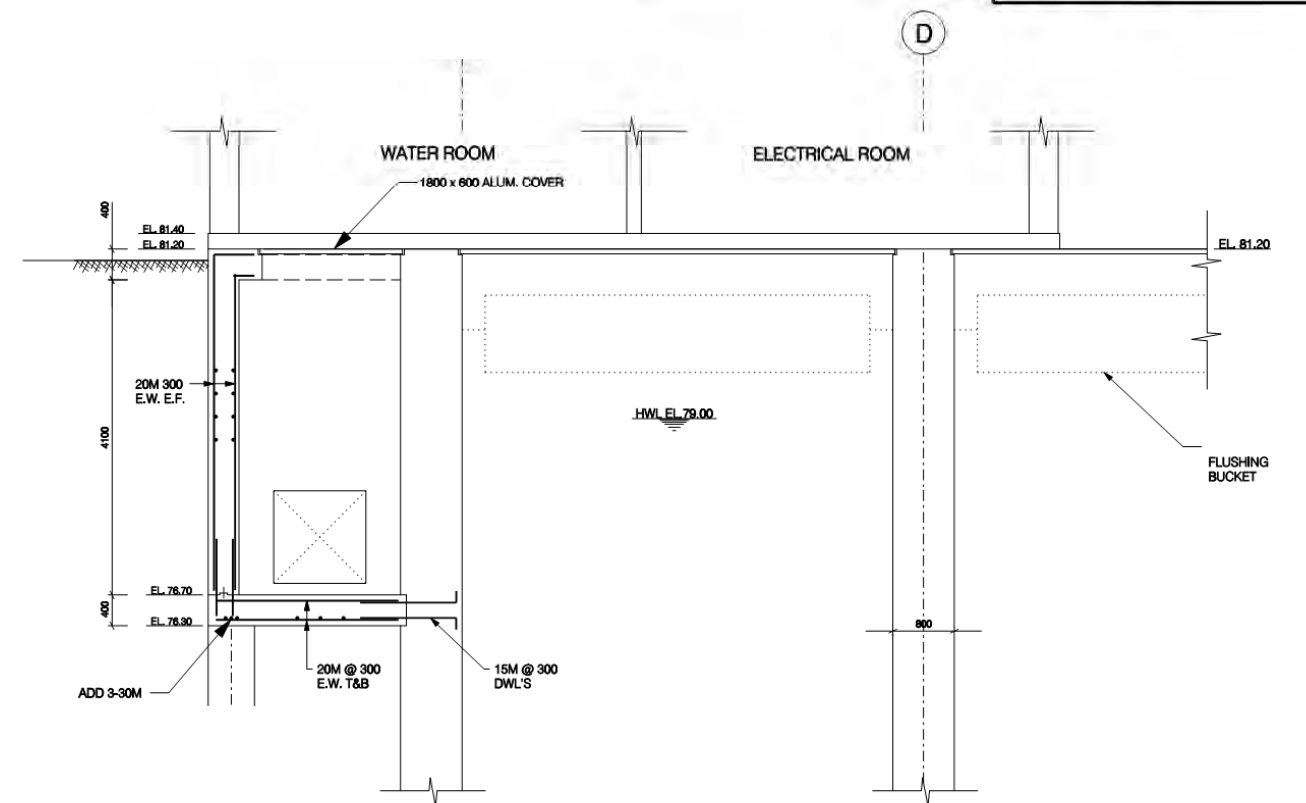 D
WATER ROOM
ELECTRICAL ROOM
1800 x 600 ALUM. COVER
400
EL. 81.40
EL. 81.20
EL. 81.20
20M 300
E.W. E.F.
HWL EL.79.00
4100
FLUSHING
BUCKET
EL. 76.70
400
EL. 76.30
800
20M @ 300
E.W. T&B
15M @ 300
DWL'S
ADD 3-30M